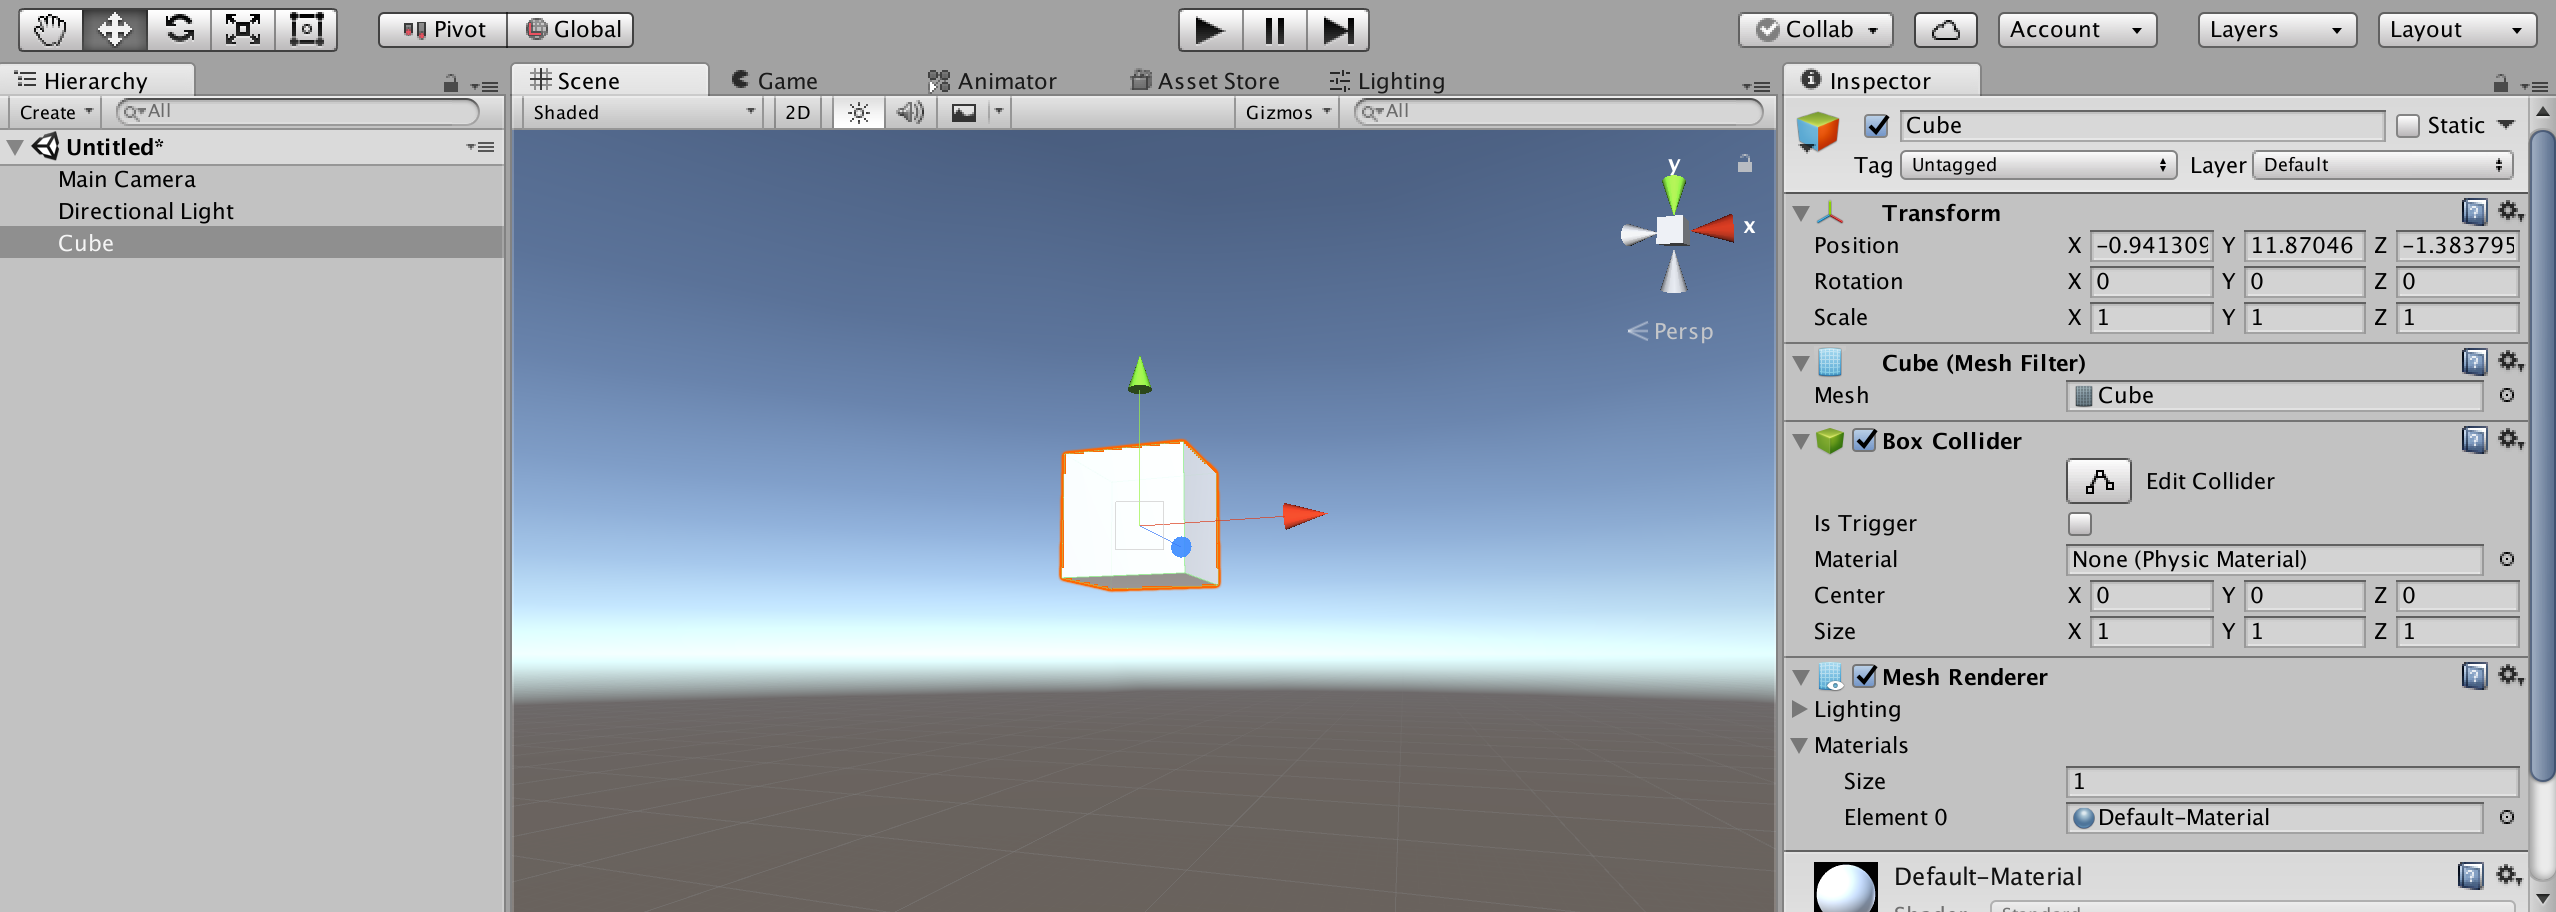 Pivot Global Collab Account Layers Layout
Hierarchy
Create All
Untitled*
Main Camera
Directional Light
Cube
Scene Game Animator Asset Store Lighting
Shaded 2D Gizmos All
y
x
Persp
Inspector
Cube Static
Tag Untagged Layer Default
Transform
Position X -0.941309 Y 11.87046 Z -1.383795
Rotation X 0 Y 0 Z 0
Scale X 1 Y 1 Z 1
Cube (Mesh Filter)
Mesh Cube
Box Collider
Edit Collider
Is Trigger
Material None (Physic Material)
Center X 0 Y 0 Z 0
Size X 1 Y 1 Z 1
Mesh Renderer
Lighting
Materials
Size 1
Element 0 Default-Material
Default-Material
Shader Standard